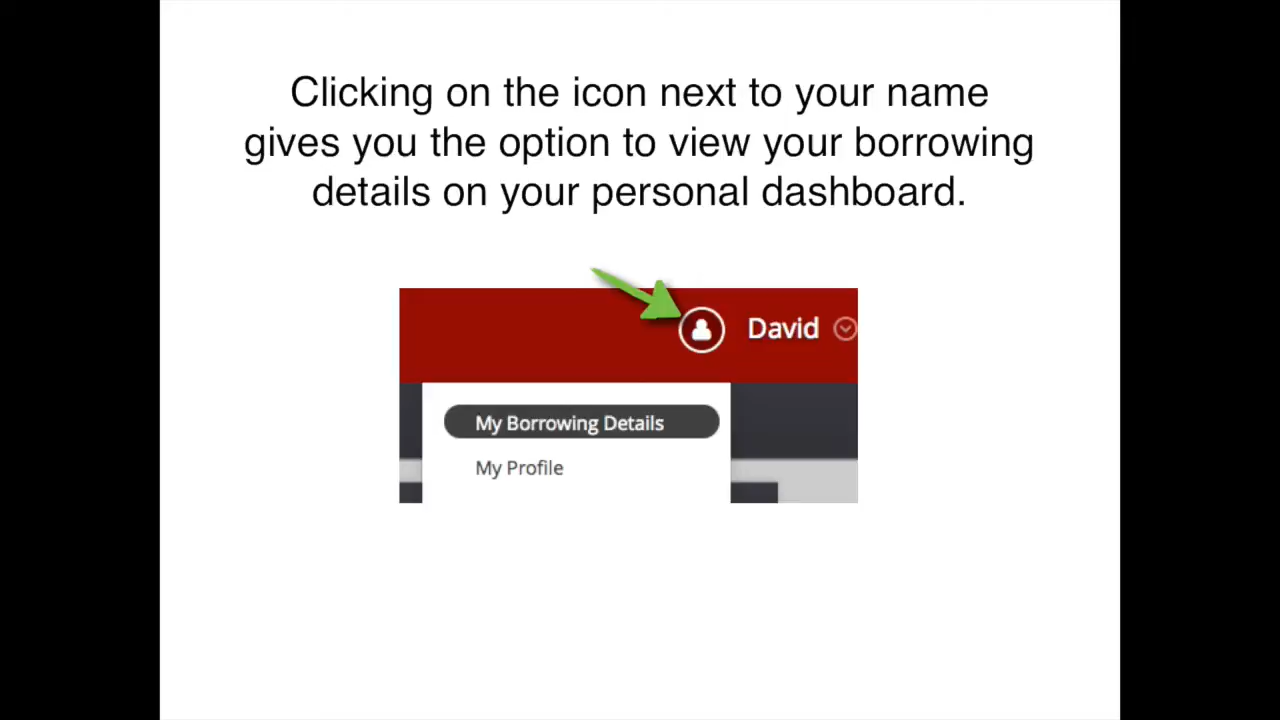 Clicking on the icon next to your name
gives you the option to view your borrowing
details on your personal dashboard.
David
My Borrowing Details
My Profile